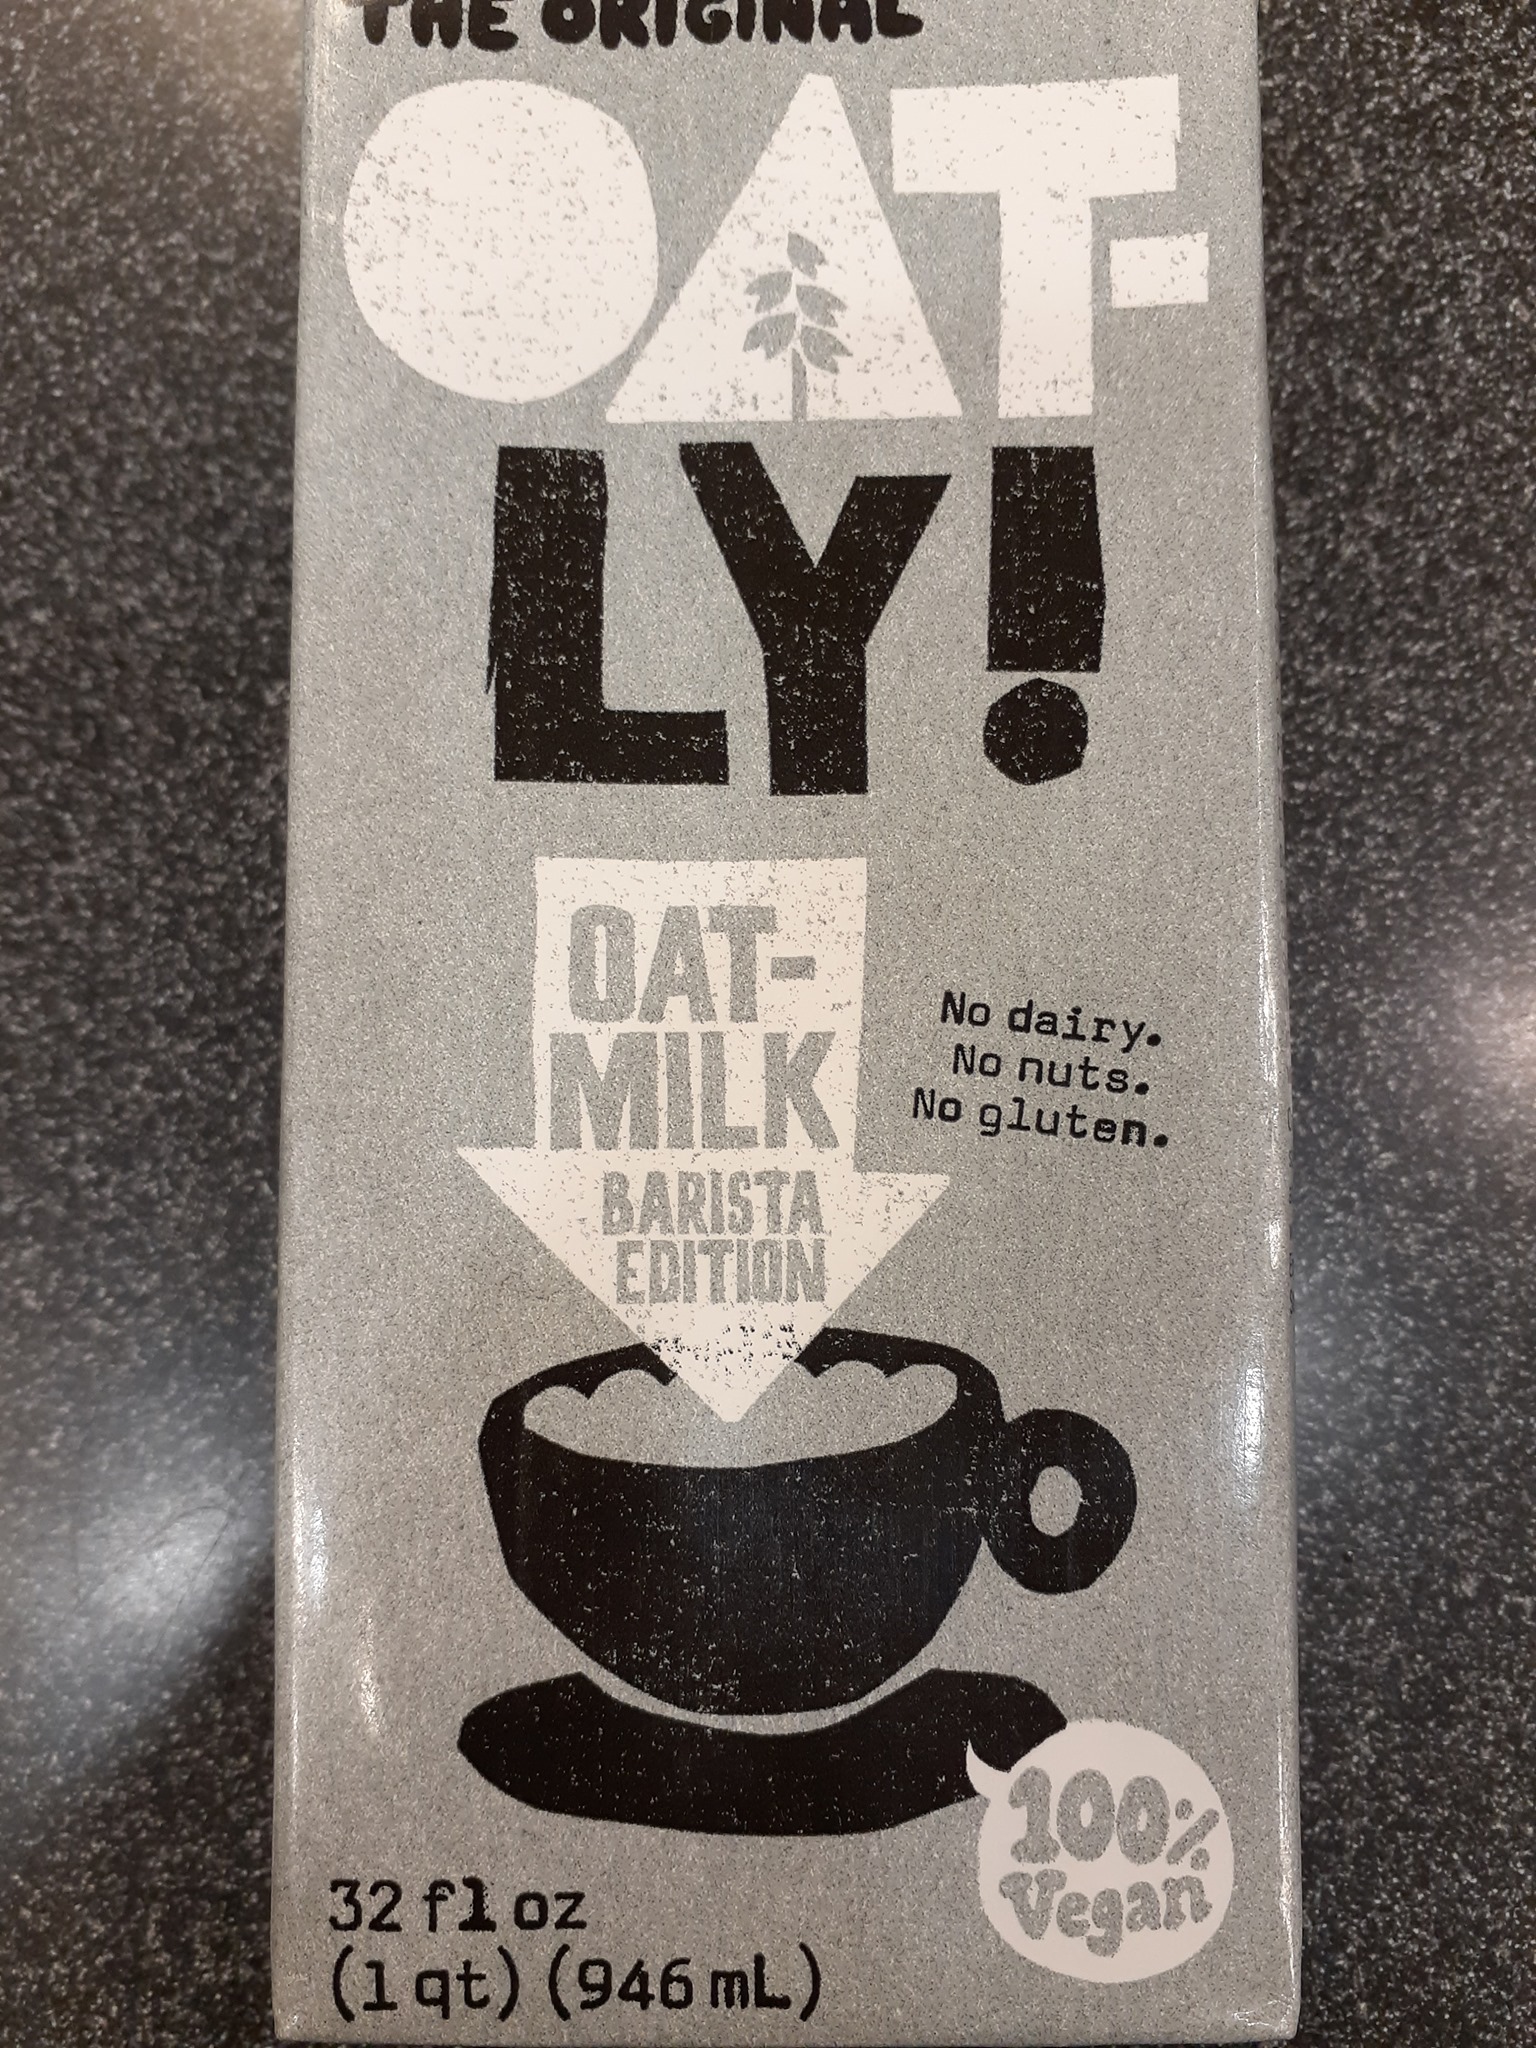 THE ORIGINAL
OAT-
LY!
OAT-
MILK
BARISTA
EDITION
No dairy.
No nuts.
No gluten.
100%
Vegan
32 fl oz
(1 qt) (946 mL)